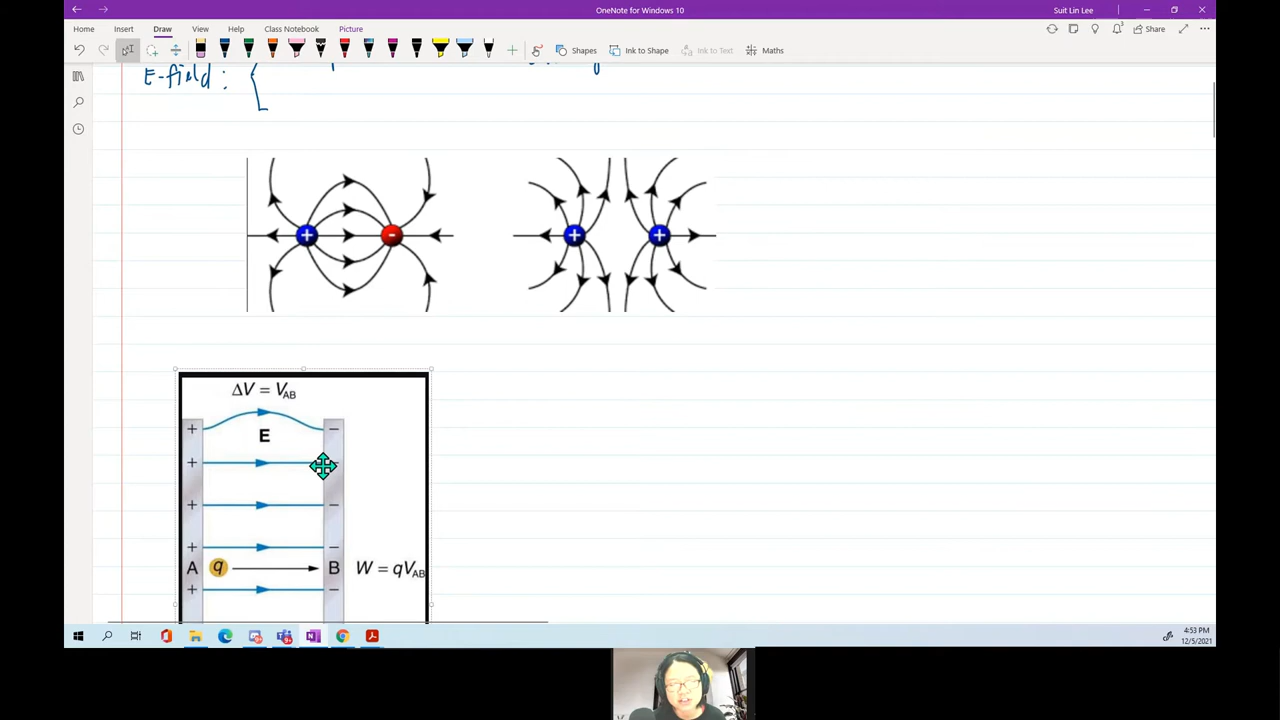 OneNote for Windows 10
Suit Lin Lee
Home Insert Draw View Help Class Notebook Picture
Share
Shapes Ink to Shape Ink to Text Maths
E-field :
+ - + +
ΔV = VAB
+ −
E
+
+ −
+ −
A q B W = qVAB
+ −
4:53 PM
12/5/2021